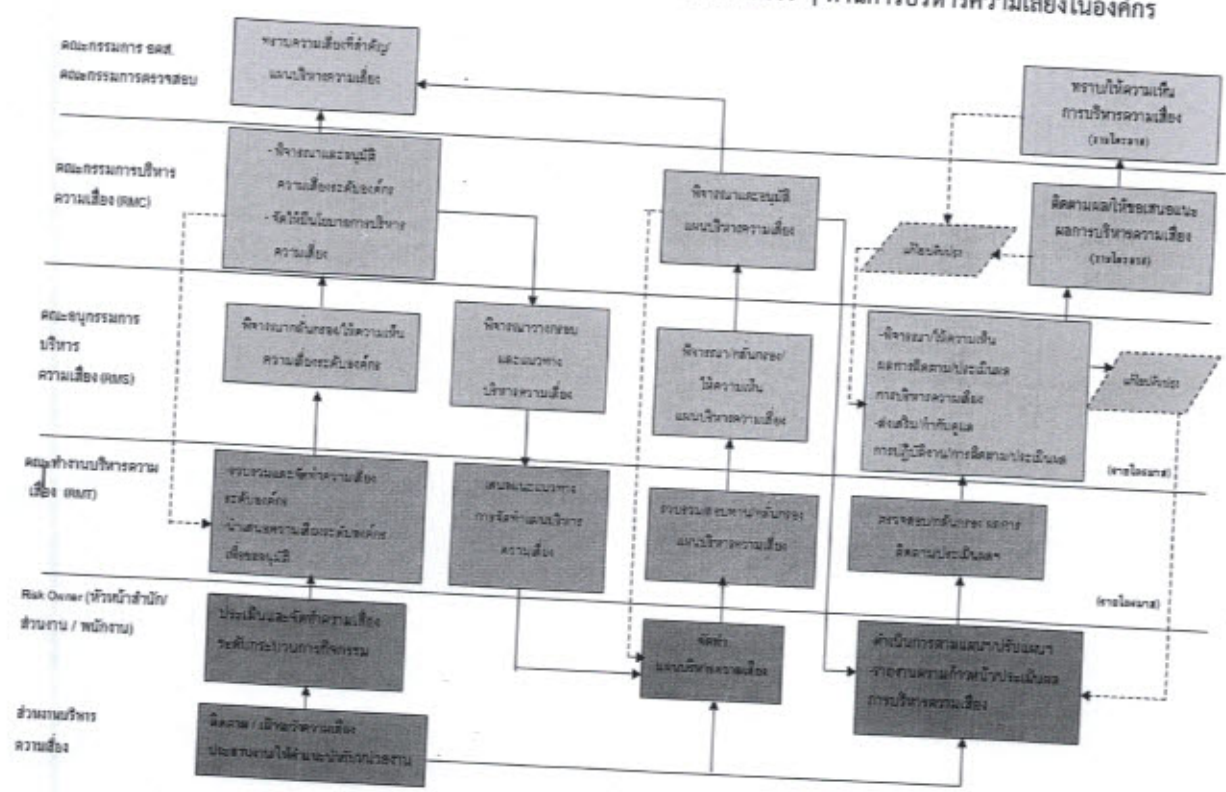 ด้านการบริหารความเสี่ยงในองค์กร
คณะกรรมการ อตส.
คณะกรรมการตรวจสอบ
ทราบความเสี่ยงที่สำคัญ/
แผนบริหารความเสี่ยง
ทราบ/ให้ความเห็น
การบริหารความเสี่ยง
(รายไตรมาส)
คณะกรรมการบริหาร
ความเสี่ยง (RMC)
- พิจารณาและอนุมัติ
ความเสี่ยงระดับองค์กร
- จัดให้มีนโยบายการบริหาร
ความเสี่ยง
พิจารณาและอนุมัติ
แผนบริหารความเสี่ยง
แก้ไข/ปรับปรุง
ติดตามผล/ให้ข้อเสนอแนะ
ผลการบริหารความเสี่ยง
(รายไตรมาส)
คณะอนุกรรมการ
บริหาร
ความเสี่ยง (RMS)
พิจารณากลั่นกรอง/ให้ความเห็น
ความเสี่ยงระดับองค์กร
พิจารณาวางกรอบ
และแนวทาง
บริหารความเสี่ยง
พิจารณา/กลั่นกรอง/
ให้ความเห็น
แผนบริหารความเสี่ยง
-พิจารณา/ให้ความเห็น
ผลการติดตาม/ประเมินผล
การบริหารความเสี่ยง
-ส่งเสริม/กำกับดูแล
การปฏิบัติงาน/การติดตาม/ประเมินผล
แก้ไข/ปรับปรุง
(รายไตรมาส)
คณะทำงานบริหารความ
เสี่ยง (RMT)
-รวบรวมและจัดทำความเสี่ยง
ระดับองค์กร
-นำเสนอความเสี่ยงระดับองค์กร
เพื่อขออนุมัติ
เสนอแนะแนวทาง
การจัดทำแผนบริหาร
ความเสี่ยง
รวบรวม/สอบทาน/กลั่นกรอง
แผนบริหารความเสี่ยง
ตรวจสอบ/กลั่นกรอง ผลการ
ติดตาม/ประเมินผลฯ
(รายไตรมาส)
Risk Owner (หัวหน้าสำนัก/
ส่วนงาน / พนักงาน)
ประเมินและจัดทำความเสี่ยง
ระดับกระบวนการ/กิจกรรม
จัดทำ
แผนบริหารความเสี่ยง
-ดำเนินการตามแผนฯ/ปรับแผนฯ
-รายงานความก้าวหน้า/ประเมินผล
การบริหารความเสี่ยง
ส่วนงานบริหาร
ความเสี่ยง
ติดตาม / เฝ้าระวังความเสี่ยง
ประสานงาน/ให้คำแนะนำกับหน่วยงาน